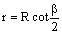 r = R cot β/2